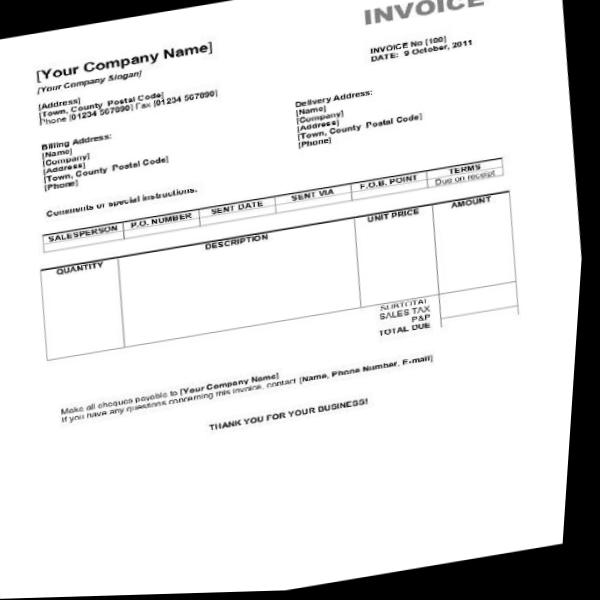 INVOICE
[Your Company Name]
[Your Company Slogan]
INVOICE No [100]
DATE: 9 October, 2011
[Address]
[Town, County Postal Code]
Phone [01234 567890] Fax [01234 567890]
Billing Address:
[Name]
[Company]
[Address]
[Town, County Postal Code]
[Phone]
Delivery Address:
[Name]
[Company]
[Address]
[Town, County Postal Code]
[Phone]
Comments or special instructions:
SALESPERSON P.O. NUMBER SENT DATE SENT VIA F.O.B. POINT TERMS
Due on receipt
QUANTITY DESCRIPTION UNIT PRICE AMOUNT
SUBTOTAL
SALES TAX
P&P
TOTAL DUE
Make all cheques payable to [Your Company Name]
If you have any questions concerning this invoice, contact [Name, Phone Number, E-mail]
THANK YOU FOR YOUR BUSINESS!